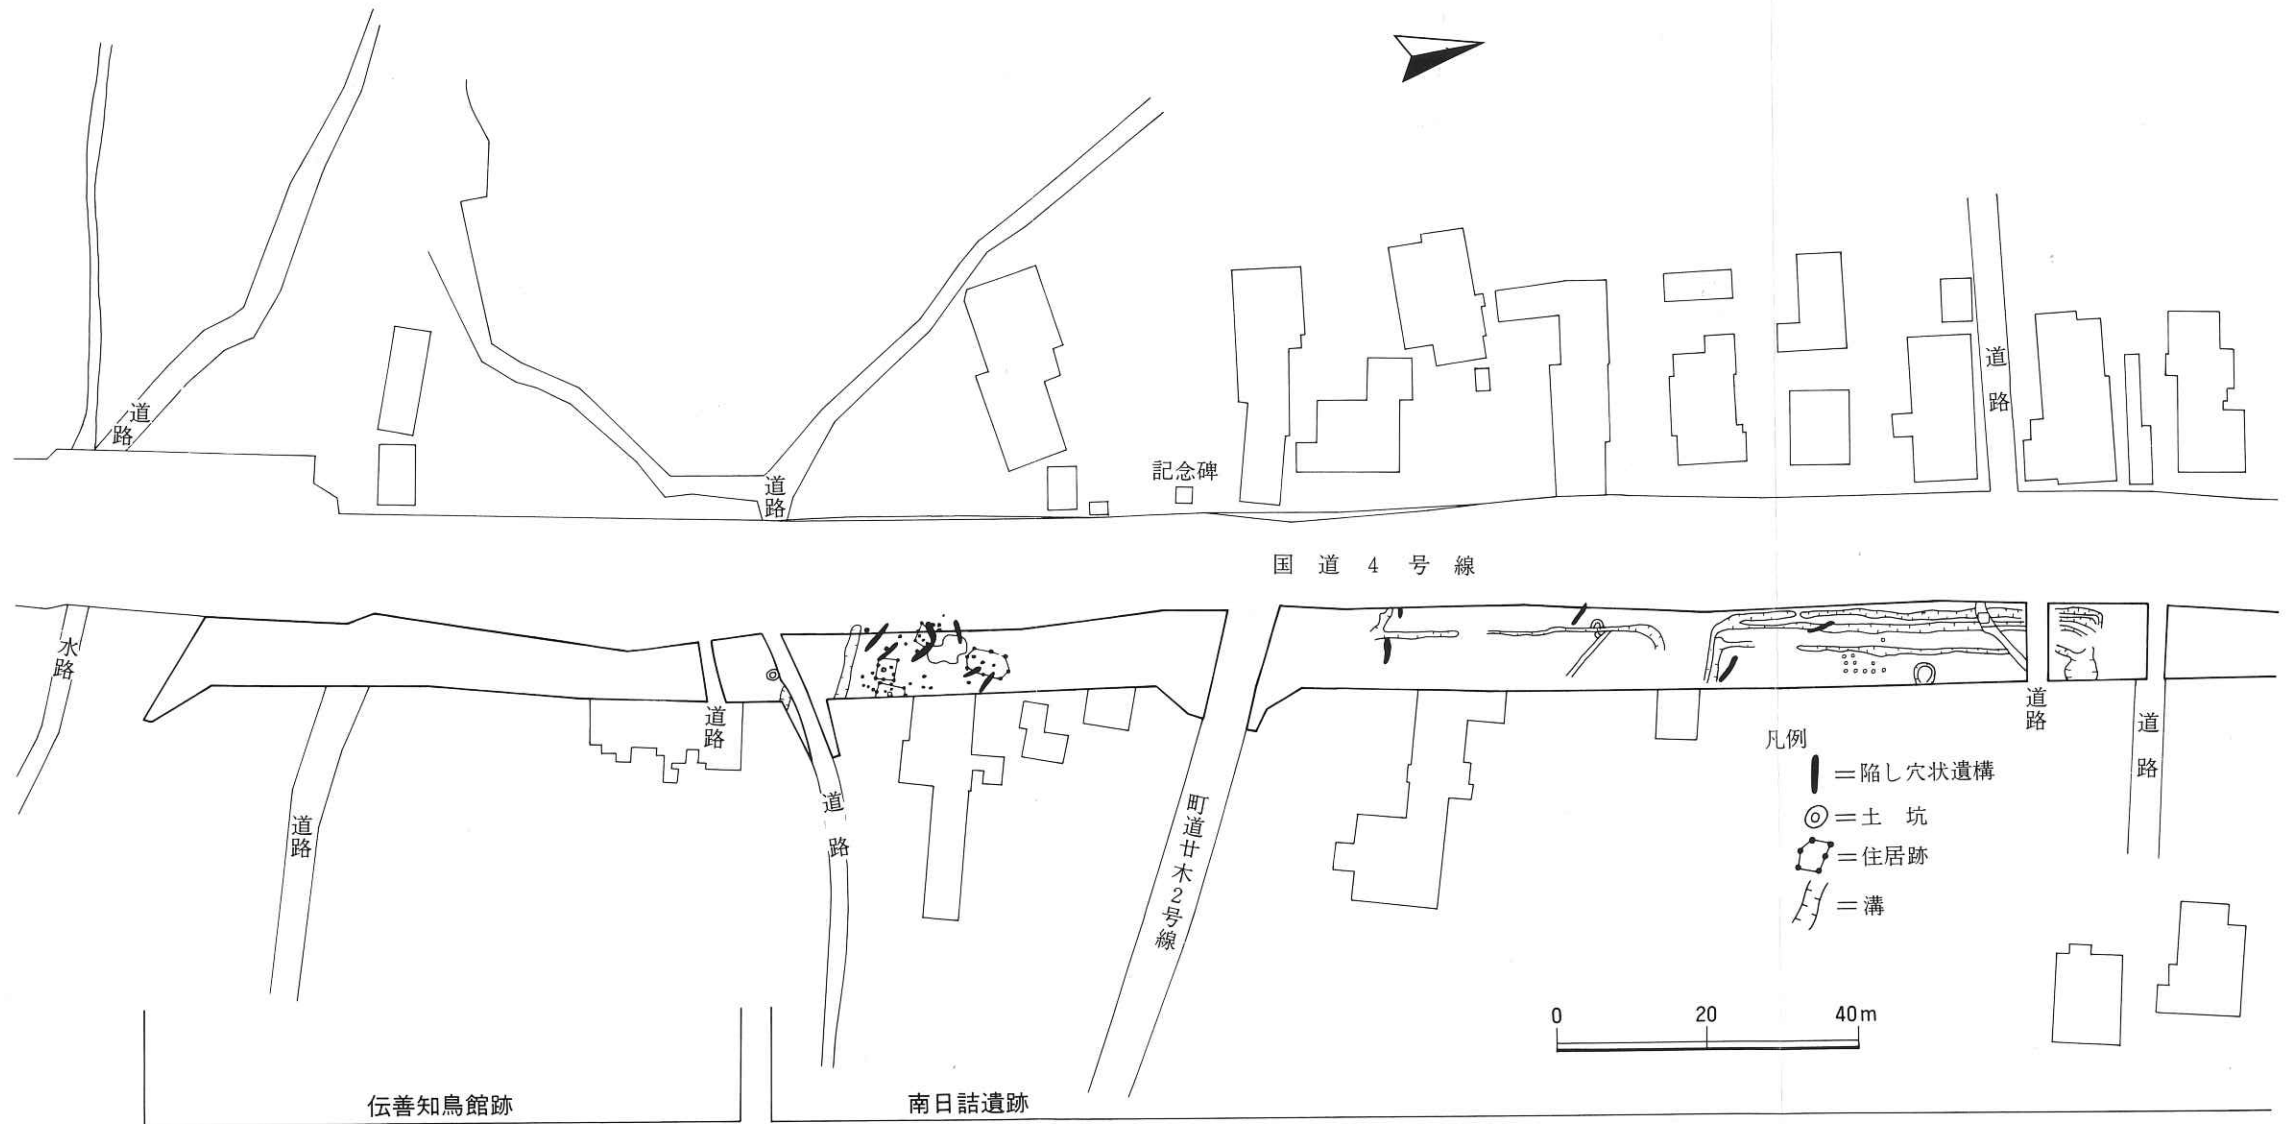 道路
道路
道路
記念碑
国道4号線
水路
道路
道路
道路
道路
道路
町道廿木2号線
凡例
=陥し穴状遺構
=土坑
=住居跡
=溝
0 20 40m
伝善知鳥館跡
南日詰遺跡